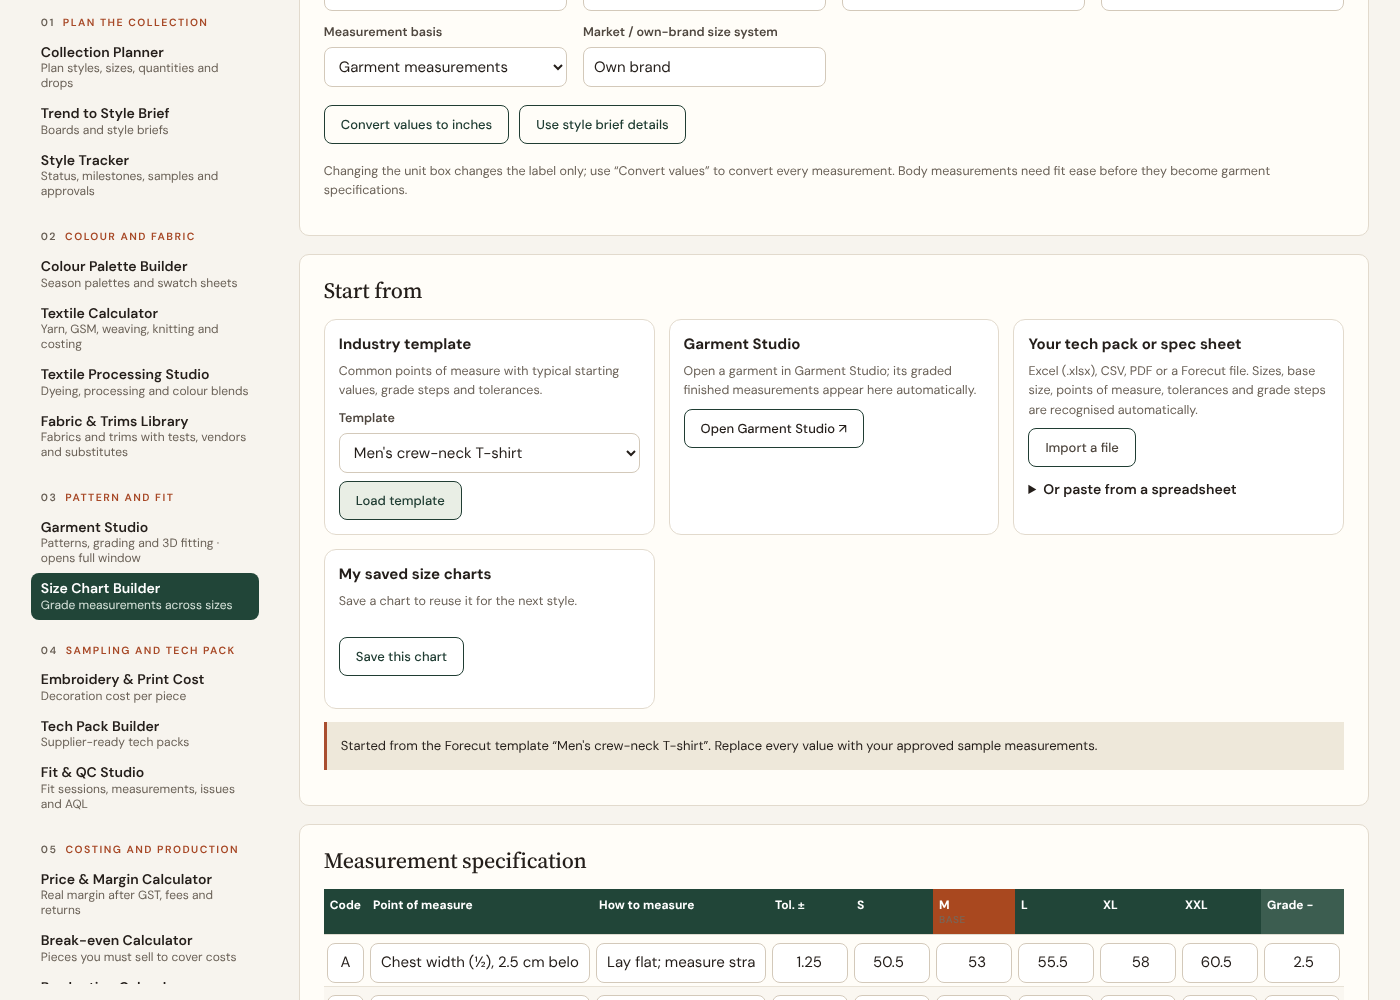 01 PLAN THE COLLECTION
Collection Planner
Plan styles, sizes, quantities and
drops
Trend to Style Brief
Boards and style briefs
Style Tracker
Status, milestones, samples and
approvals
02 COLOUR AND FABRIC
Colour Palette Builder
Season palettes and swatch sheets
Textile Calculator
Yarn, GSM, weaving, knitting and
costing
Textile Processing Studio
Dyeing, processing and colour blends
Fabric & Trims Library
Fabrics and trims with tests, vendors
and substitutes
03 PATTERN AND FIT
Garment Studio
Patterns, grading and 3D fitting ·
opens full window
Size Chart Builder
Grade measurements across sizes
04 SAMPLING AND TECH PACK
Embroidery & Print Cost
Decoration cost per piece
Tech Pack Builder
Supplier-ready tech packs
Fit & QC Studio
Fit sessions, measurements, issues
and AQL
05 COSTING AND PRODUCTION
Price & Margin Calculator
Real margin after GST, fees and
returns
Break-even Calculator
Pieces you must sell to cover costs
Measurement basis
Market / own-brand size system
Garment measurements
Own brand
Convert values to inches
Use style brief details
Changing the unit box changes the label only; use “Convert values” to convert every measurement. Body measurements need fit ease before they become garment
specifications.
Start from
Industry template
Common points of measure with typical starting
values, grade steps and tolerances.
Template
Men's crew-neck T-shirt
Load template
Garment Studio
Open a garment in Garment Studio; its graded
finished measurements appear here automatically.
Open Garment Studio ↗
Your tech pack or spec sheet
Excel (.xlsx), CSV, PDF or a Forecut file. Sizes, base
size, points of measure, tolerances and grade steps
are recognised automatically.
Import a file
▶ Or paste from a spreadsheet
My saved size charts
Save a chart to reuse it for the next style.
Save this chart
Started from the Forecut template “Men's crew-neck T-shirt”. Replace every value with your approved sample measurements.
Measurement specification
Code Point of measure How to measure Tol. ± S M L XL XXL Grade −
BASE
A Chest width (½), 2.5 cm belo Lay flat; measure stra 1.25 50.5 53 55.5 58 60.5 2.5